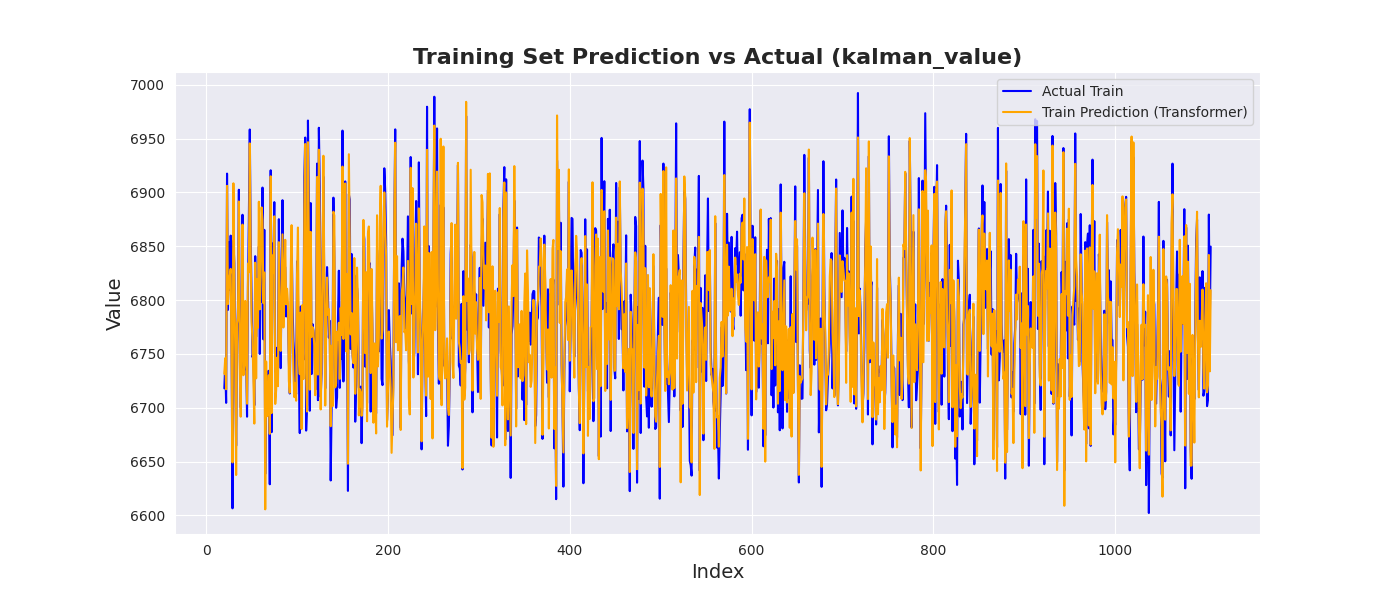 Training Set Prediction vs Actual (kalman_value)
Actual Train
Train Prediction (Transformer)
Value
7000
6950
6900
6850
6800
6750
6700
6650
6600
0 200 400 600 800 1000
Index